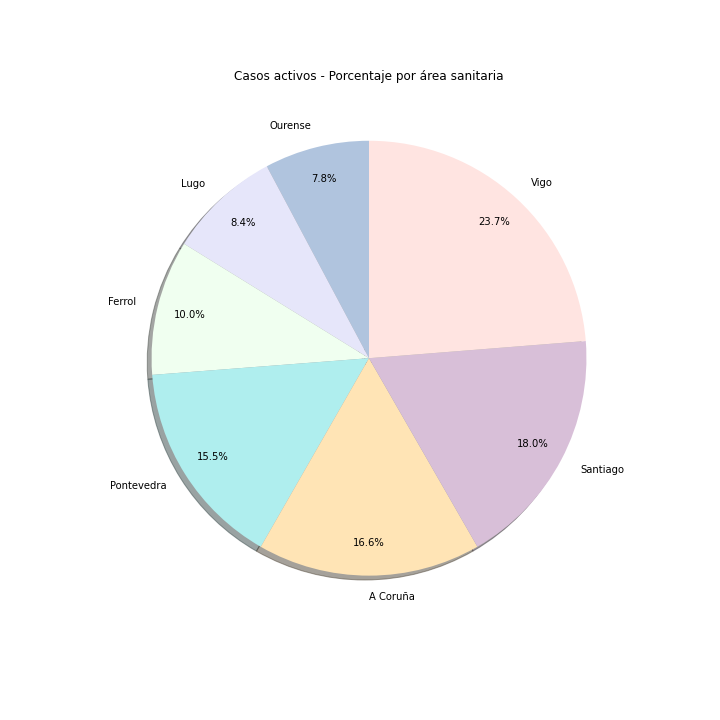 Casos activos - Porcentaje por área sanitaria
Ourense
7.8%
Vigo
23.7%
Lugo
8.4%
Ferrol
10.0%
Santiago
18.0%
Pontevedra
15.5%
A Coruña
16.6%